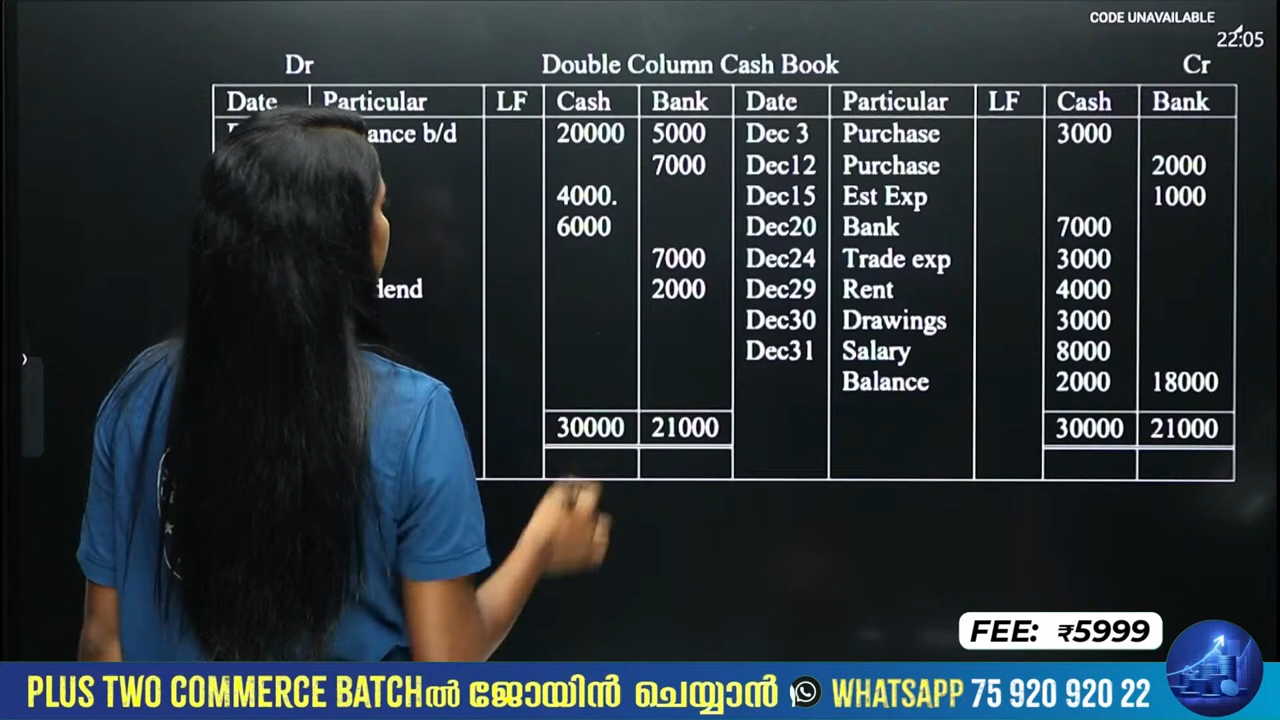 CODE UNAVAILABLE
22:05
Dr Double Column Cash Book Cr
Date Particular LF Cash Bank Date Particular LF Cash Bank
b/d 20000 5000 Dec 3 Purchase 3000
7000 Dec12 Purchase 2000
4000. Dec15 Est Exp 1000
6000 Dec20 Bank 7000
7000 Dec24 Trade exp 3000
2000 Dec29 Rent 4000
Dec30 Drawings 3000
Dec31 Salary 8000
Balance 2000 18000
30000 21000 30000 21000
FEE: ₹5999
PLUS TWO COMMERCE BATCHൽ ജോയിൻ ചെയ്യാൻ WHATSAPP 75 920 920 22